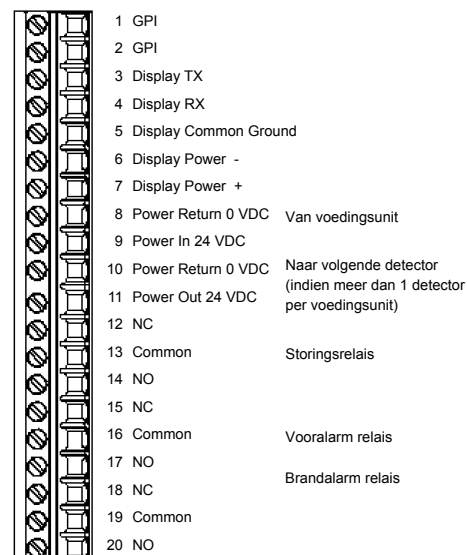 1 GPI
2 GPI
3 Display TX
4 Display RX
5 Display Common Ground
6 Display Power -
7 Display Power +
8 Power Return 0 VDC Van voedingsunit
9 Power In 24 VDC
10 Power Return 0 VDC Naar volgende detector
(indien meer dan 1 detector
11 Power Out 24 VDC per voedingsunit)
12 NC
13 Common Storingsrelais
14 NO
15 NC
16 Common Vooralarm relais
17 NO
Brandalarm relais
18 NC
19 Common
20 NO